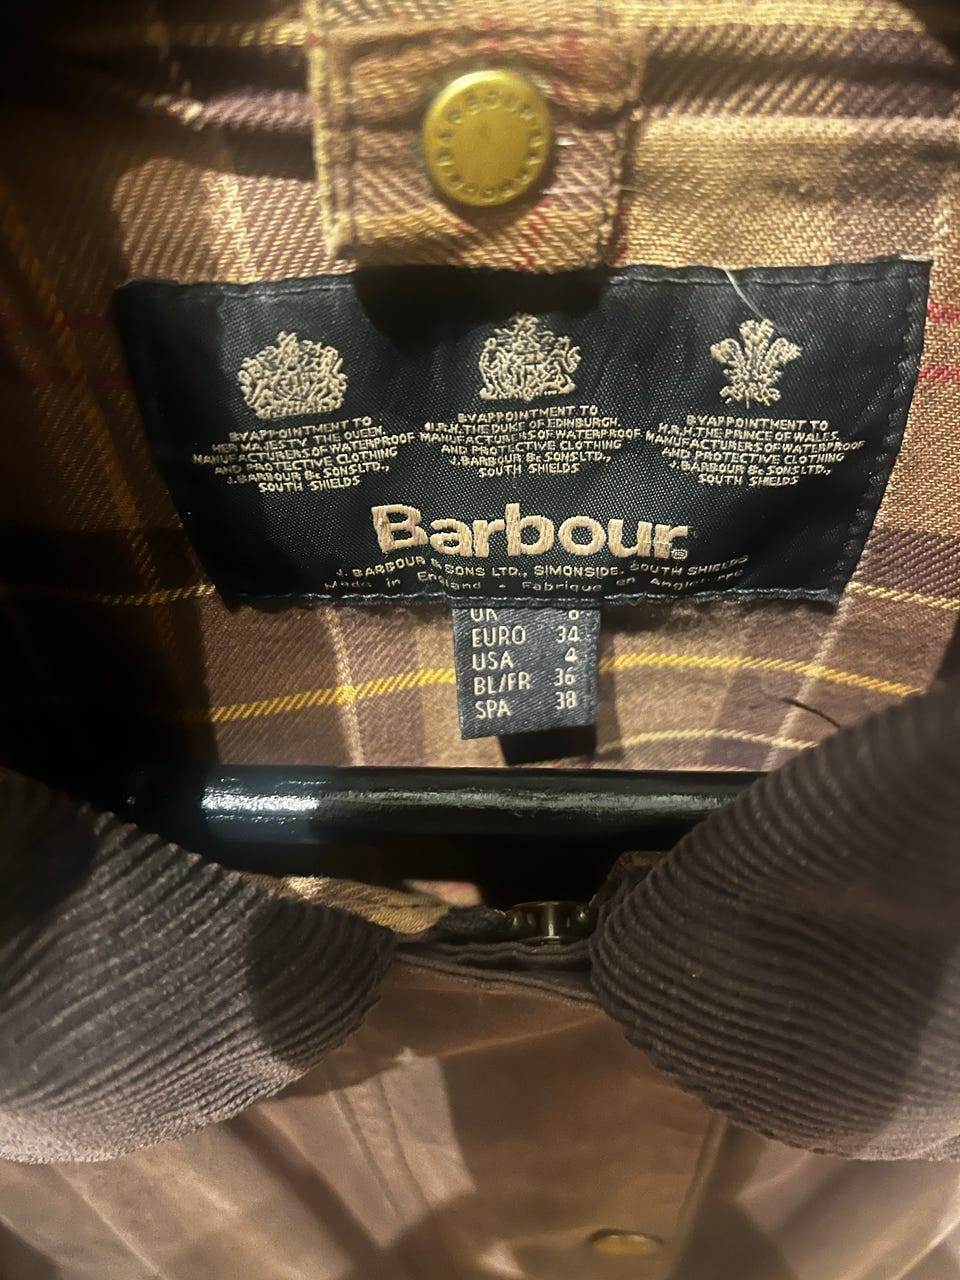 BARBOUR
BY APPOINTMENT TO
HER MAJESTY THE QUEEN
MANUFACTURERS OF WATERPROOF
AND PROTECTIVE CLOTHING
J. BARBOUR & SONS LTD.,
SOUTH SHIELDS
BY APPOINTMENT TO
H.R.H. THE DUKE OF EDINBURGH.
MANUFACTURERS OF WATERPROOF
AND PROTECTIVE CLOTHING
J. BARBOUR & SONS LTD.,
SOUTH SHIELDS
BY APPOINTMENT TO
H.R.H. THE PRINCE OF WALES.
MANUFACTURERS OF WATERPROOF
AND PROTECTIVE CLOTHING
J. BARBOUR & SONS LTD.,
SOUTH SHIELDS
Barbour®
J. BARBOUR & SONS LTD., SIMONSIDE, SOUTH SHIELDS
Made in England - Fabrique en Angleterre
UK 8
EURO 34
USA 4
BL/FR 36
SPA 38